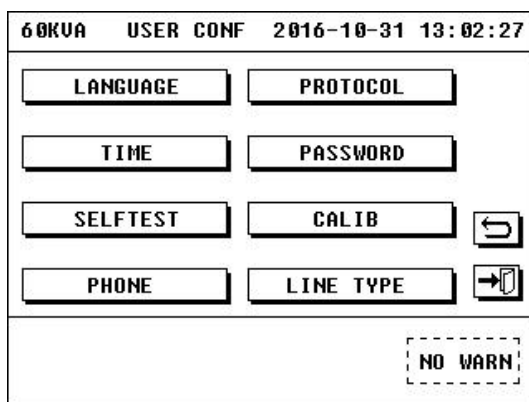 60KVA USER CONF 2016-10-31 13:02:27
LANGUAGE PROTOCOL
TIME PASSWORD
SELFTEST CALIB
PHONE LINE TYPE
NO WARN